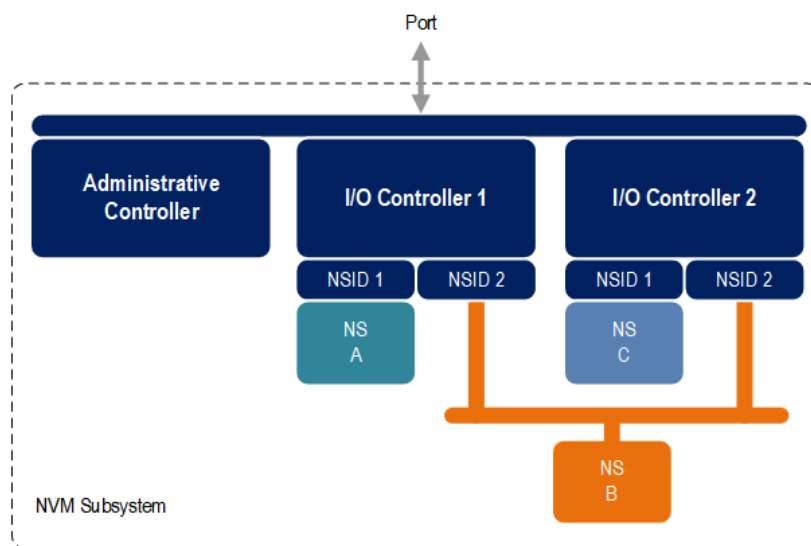 Port
Administrative
Controller
I/O Controller 1
I/O Controller 2
NSID 1
NSID 2
NSID 1
NSID 2
NS
A
NS
C
NS
B
NVM Subsystem